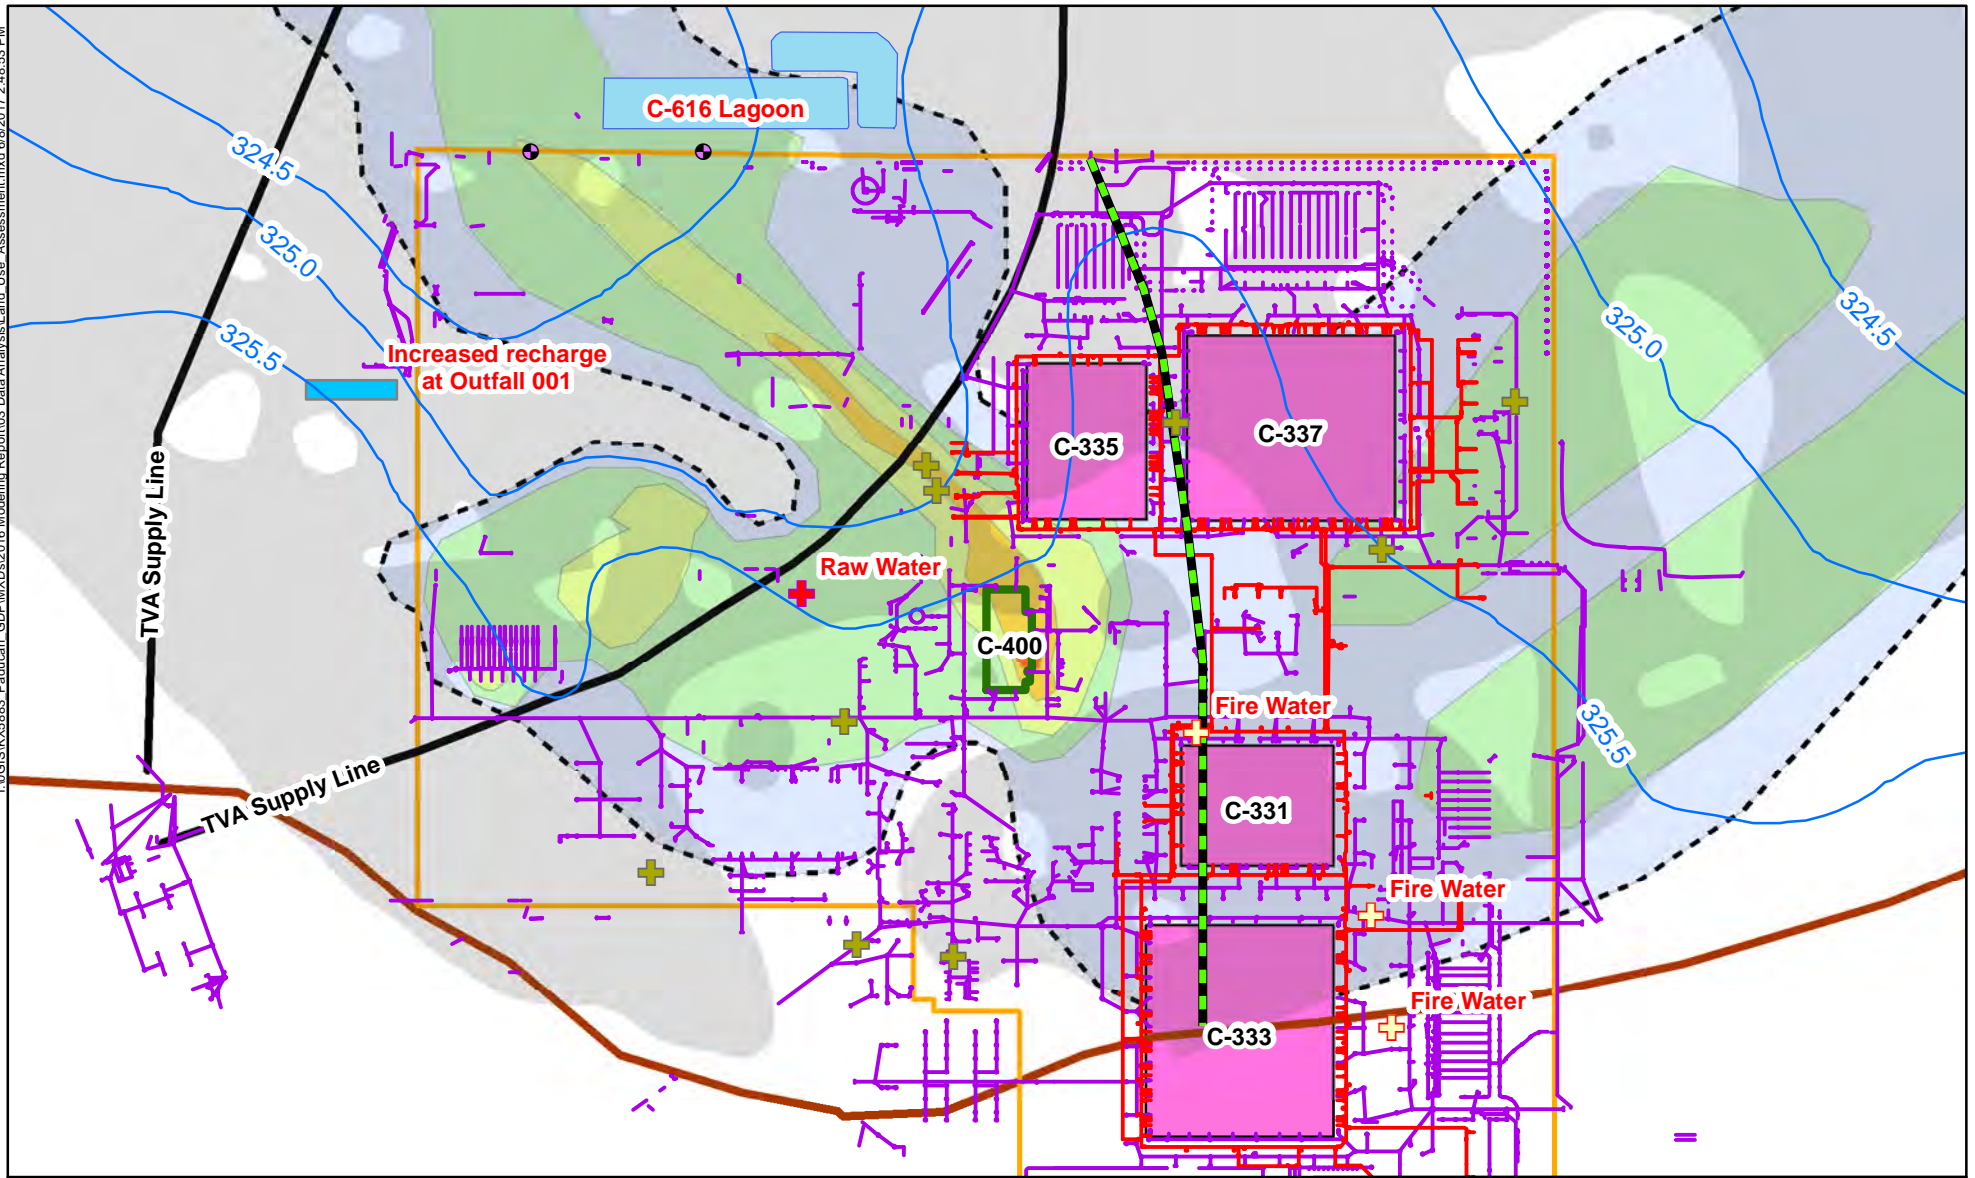 C-616 Lagoon
324.5
325.0
325.5
Increased recharge
at Outfall 001
TVA Supply Line
TVA Supply Line
Raw Water
C-335
C-337
C-400
Fire Water
C-331
Fire Water
Fire Water
C-333
324.5
325.0
325.5